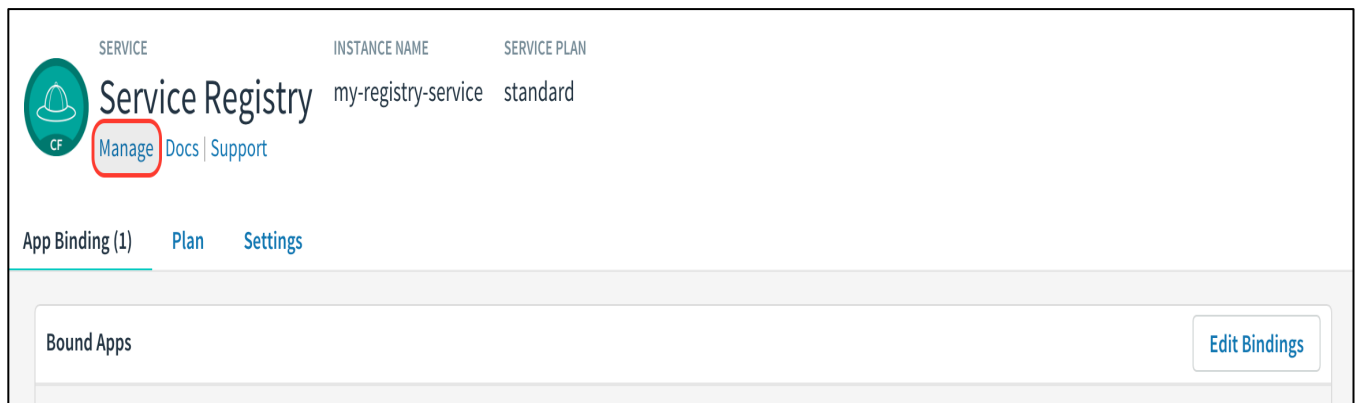 SERVICE INSTANCE NAME SERVICE PLAN
Service Registry my-registry-service standard
CF
Manage Docs | Support
App Binding (1) Plan Settings
Bound Apps Edit Bindings